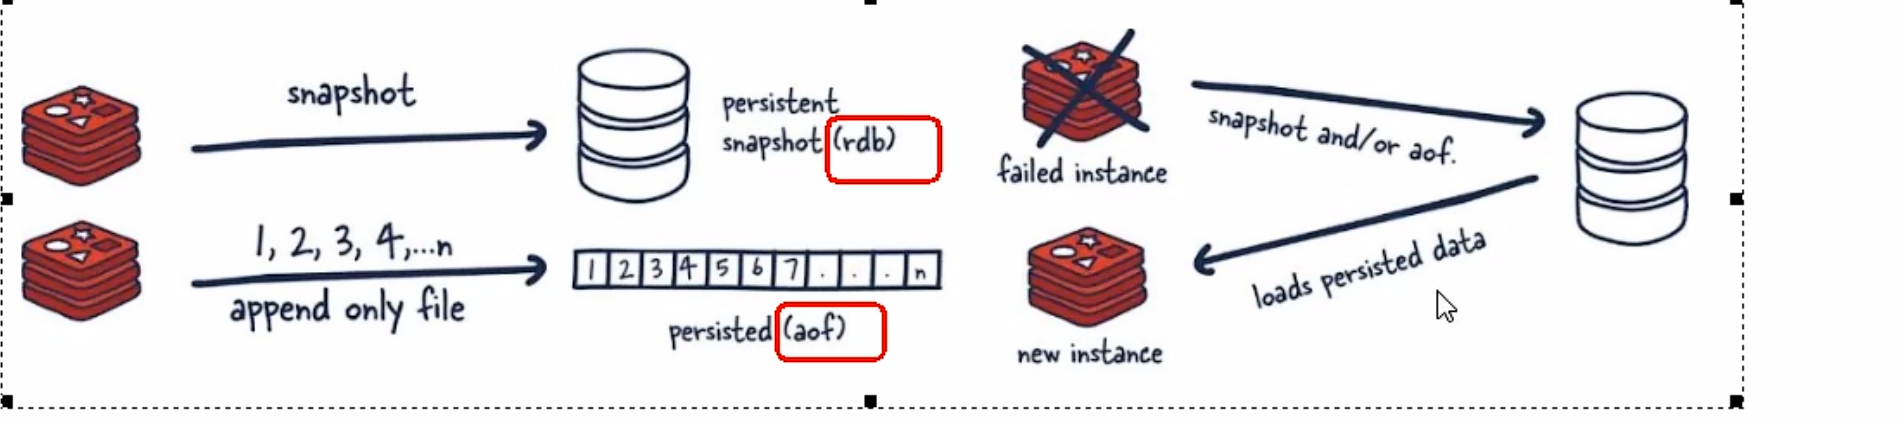 snapshot
persistent
snapshot (rdb)
1, 2, 3, 4,...n
append only file
1 2 3 4 5 6 7 . . . n
persisted (aof)
failed instance
snapshot and/or aof.
loads persisted data
new instance